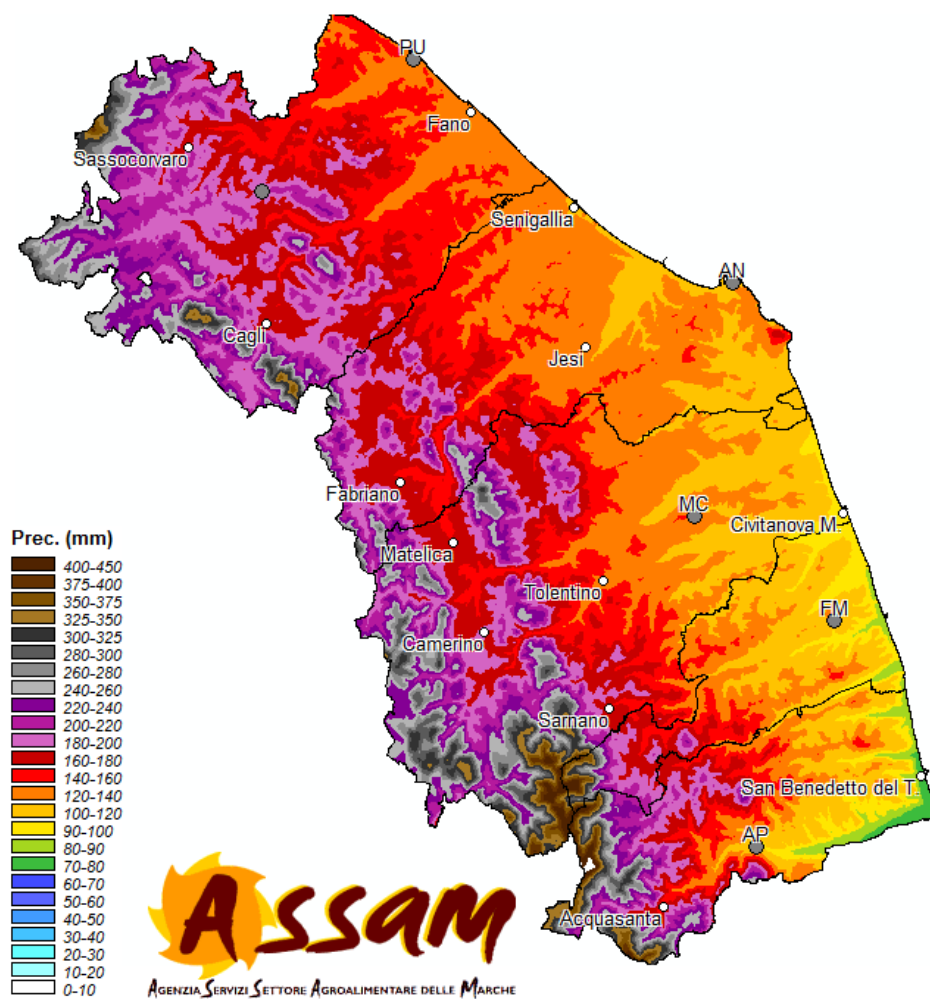 PU
Fano
Sassocorvaro
Senigallia
AN
Cagli
Jesi
Fabriano
MC
Civitanova M.
Matelica
Tolentino
FM
Camerino
Sarnano
San Benedetto del T.
AP
Acquasanta
Prec. (mm)
400-450
375-400
350-375
325-350
300-325
280-300
260-280
240-260
220-240
200-220
180-200
160-180
140-160
120-140
100-120
90-100
80-90
70-80
60-70
50-60
40-50
30-40
20-30
10-20
0-10
ASSAM
AGENZIA SERVIZI SETTORE AGROALIMENTARE DELLE MARCHE